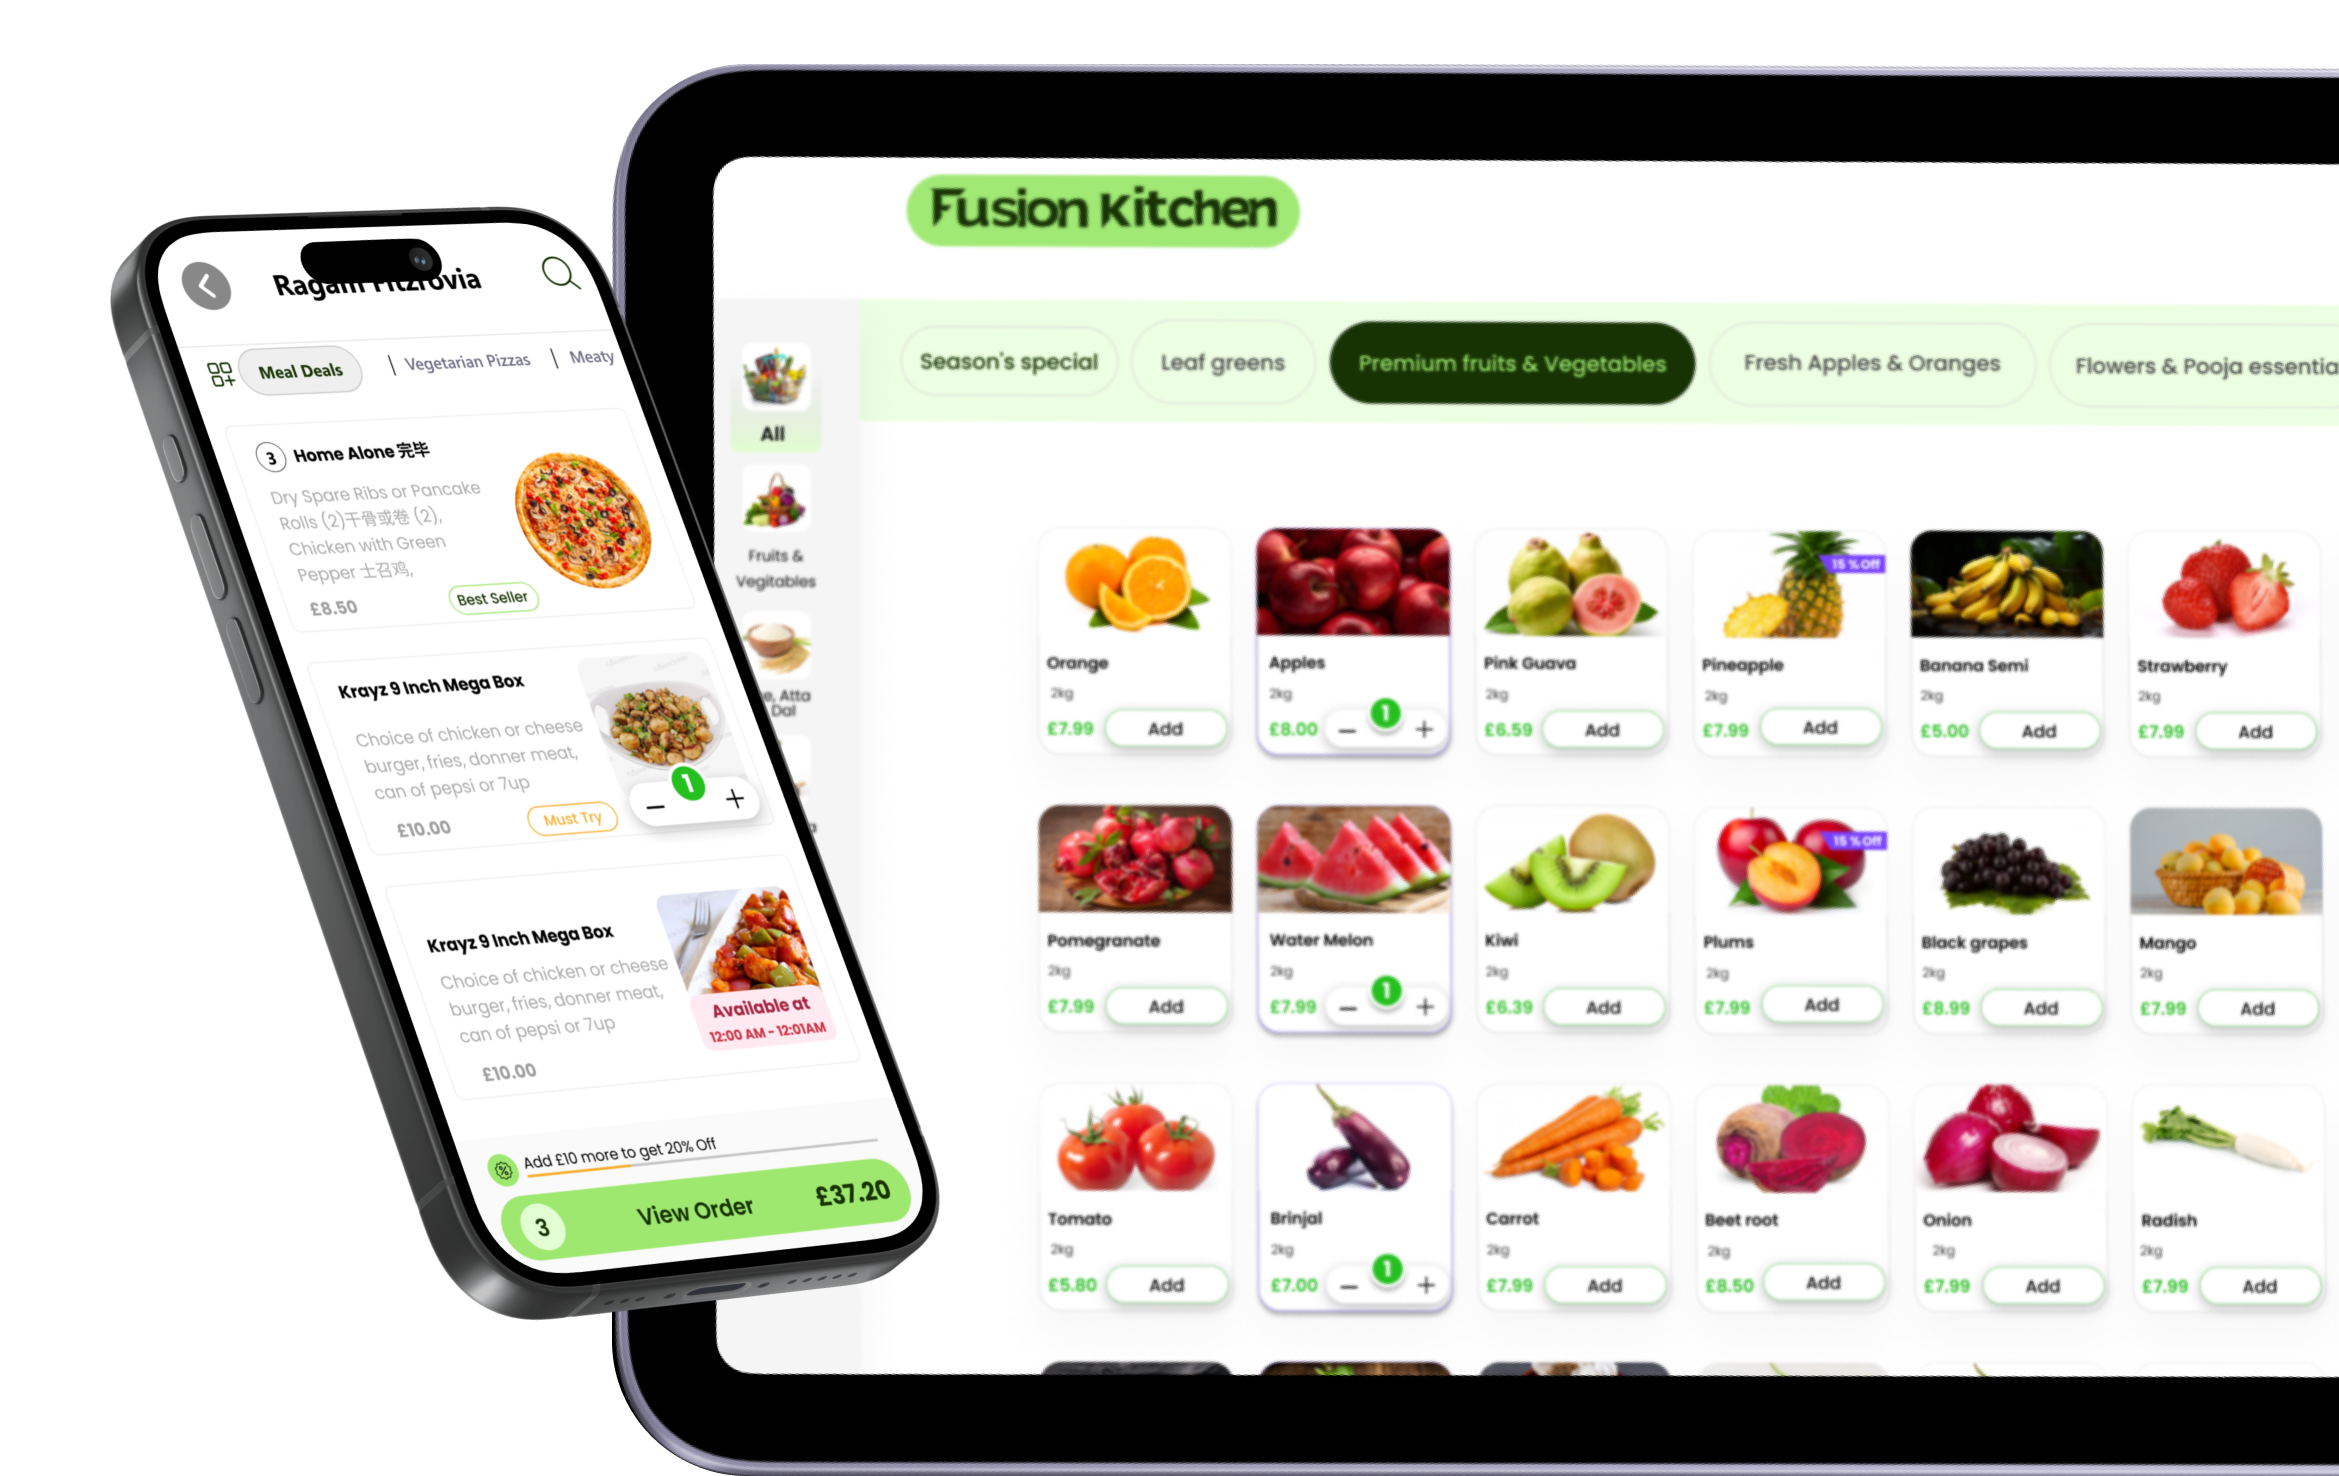 Ragam Fitzrovia
Meal Deals | Vegetarian Pizzas | Meaty
3 Home Alone 完毕
Dry Spare Ribs or Pancake
Rolls (2)干骨或卷 (2),
Chicken with Green
Pepper 士召鸡,
£8.50
Best Seller
Krayz 9 Inch Mega Box
Choice of chicken or cheese
burger, fries, donner meat,
can of pepsi or 7up
£10.00
Must Try
1
Krayz 9 Inch Mega Box
Choice of chicken or cheese
burger, fries, donner meat,
can of pepsi or 7up
£10.00
Available at
12:00 AM - 12:01AM
Add £10 more to get 20% Off
3 View Order £37.20
Fusion Kitchen
Season's special Leaf greens Premium fruits & Vegetables Fresh Apples & Oranges Flowers & Pooja essentia
All
Fruits &
Vegitables
e, Atta
Dal
15 % Off
Orange Apples Pink Guava Pineapple Banana Semi Strawberry
2kg 2kg 2kg 2kg 2kg 2kg
£7.99 Add £8.00 1 £6.59 Add £7.99 Add £5.00 Add £7.99 Add
15 % Off
Pomegranate Water Melon Kiwi Plums Black grapes Mango
2kg 2kg 2kg 2kg 2kg 2kg
£7.99 Add £7.99 1 £6.39 Add £7.99 Add £8.99 Add £7.99 Add
Tomato Brinjal Carrot Beet root Onion Radish
2kg 2kg 2kg 2kg 2kg 2kg
£5.80 Add £7.00 1 £7.99 Add £8.50 Add £7.99 Add £7.99 Add